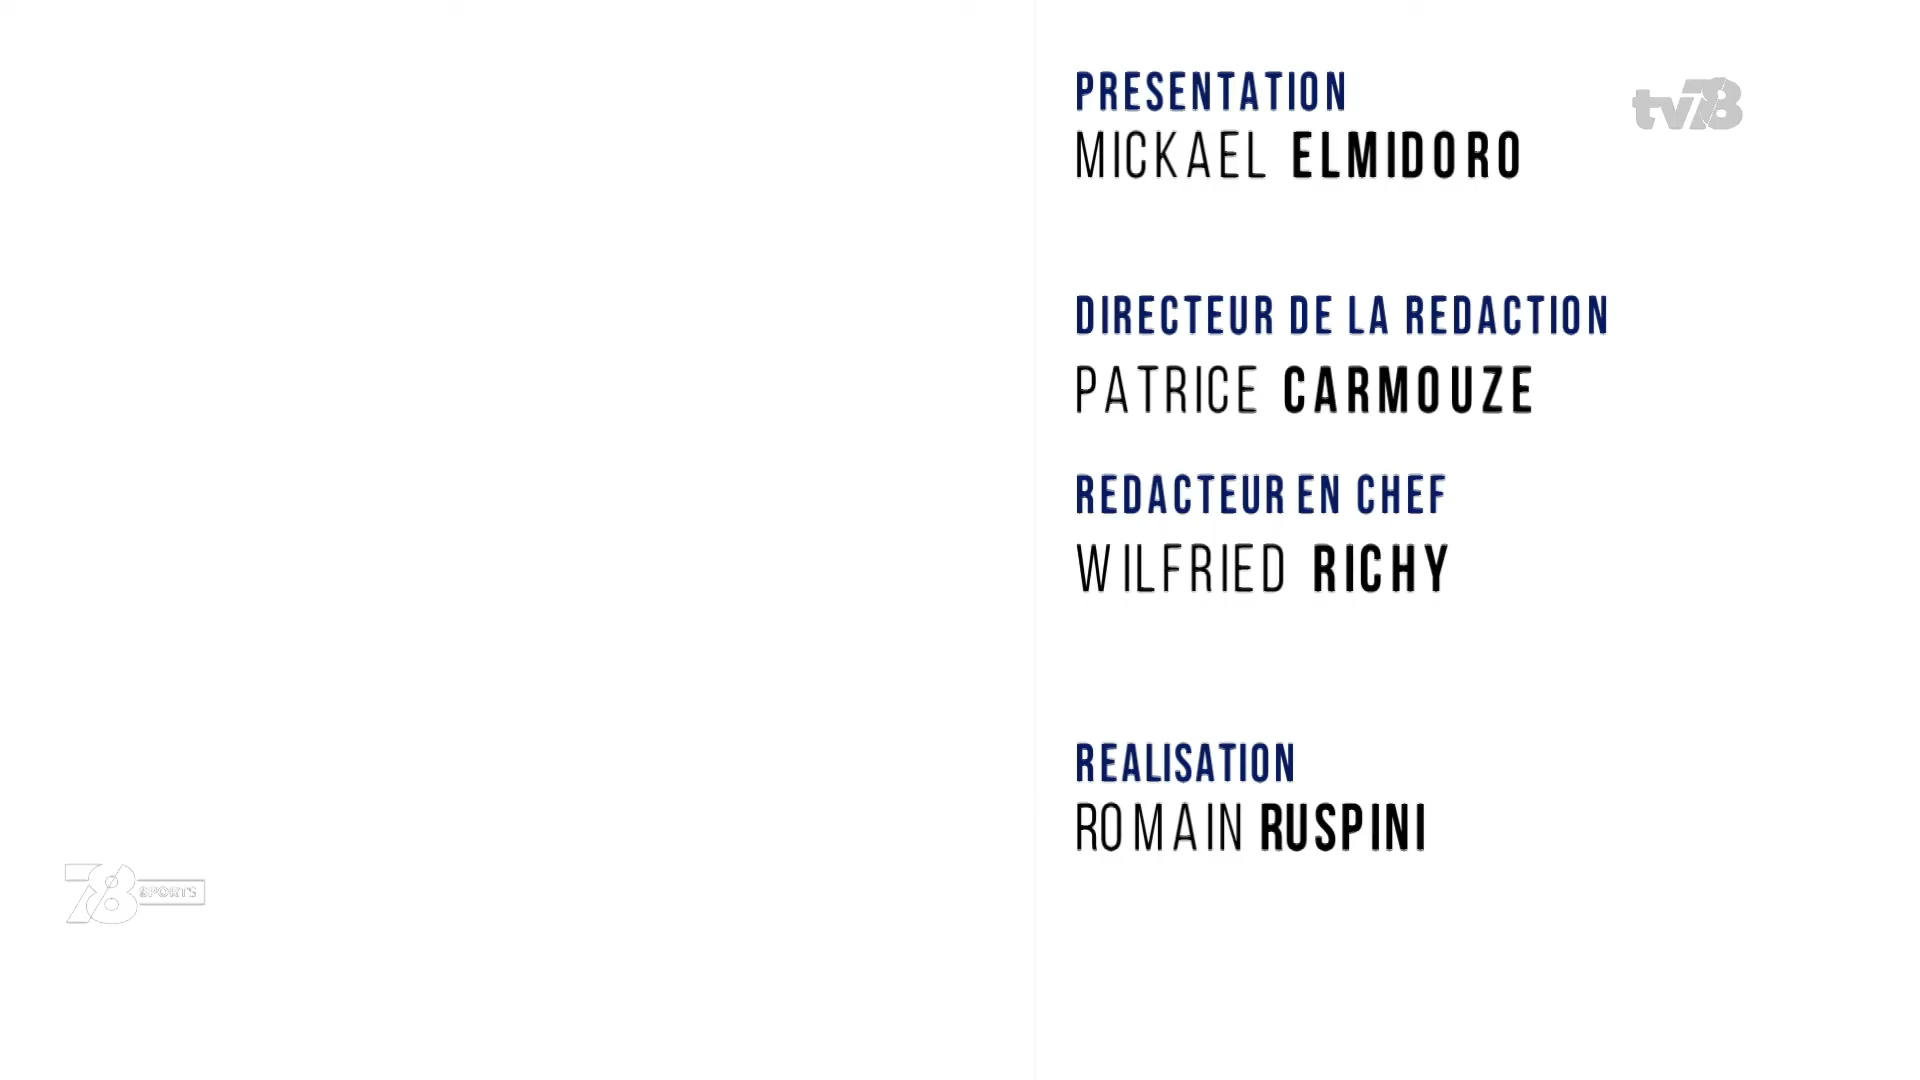 PRESENTATION
tv78
MICKAEL ELMIDORO
DIRECTEUR DE LA REDACTION
PATRICE CARMOUZE
REDACTEUR EN CHEF
WILFRIED RICHY
REALISATION
ROMAIN RUSPINI
78 SPORTS